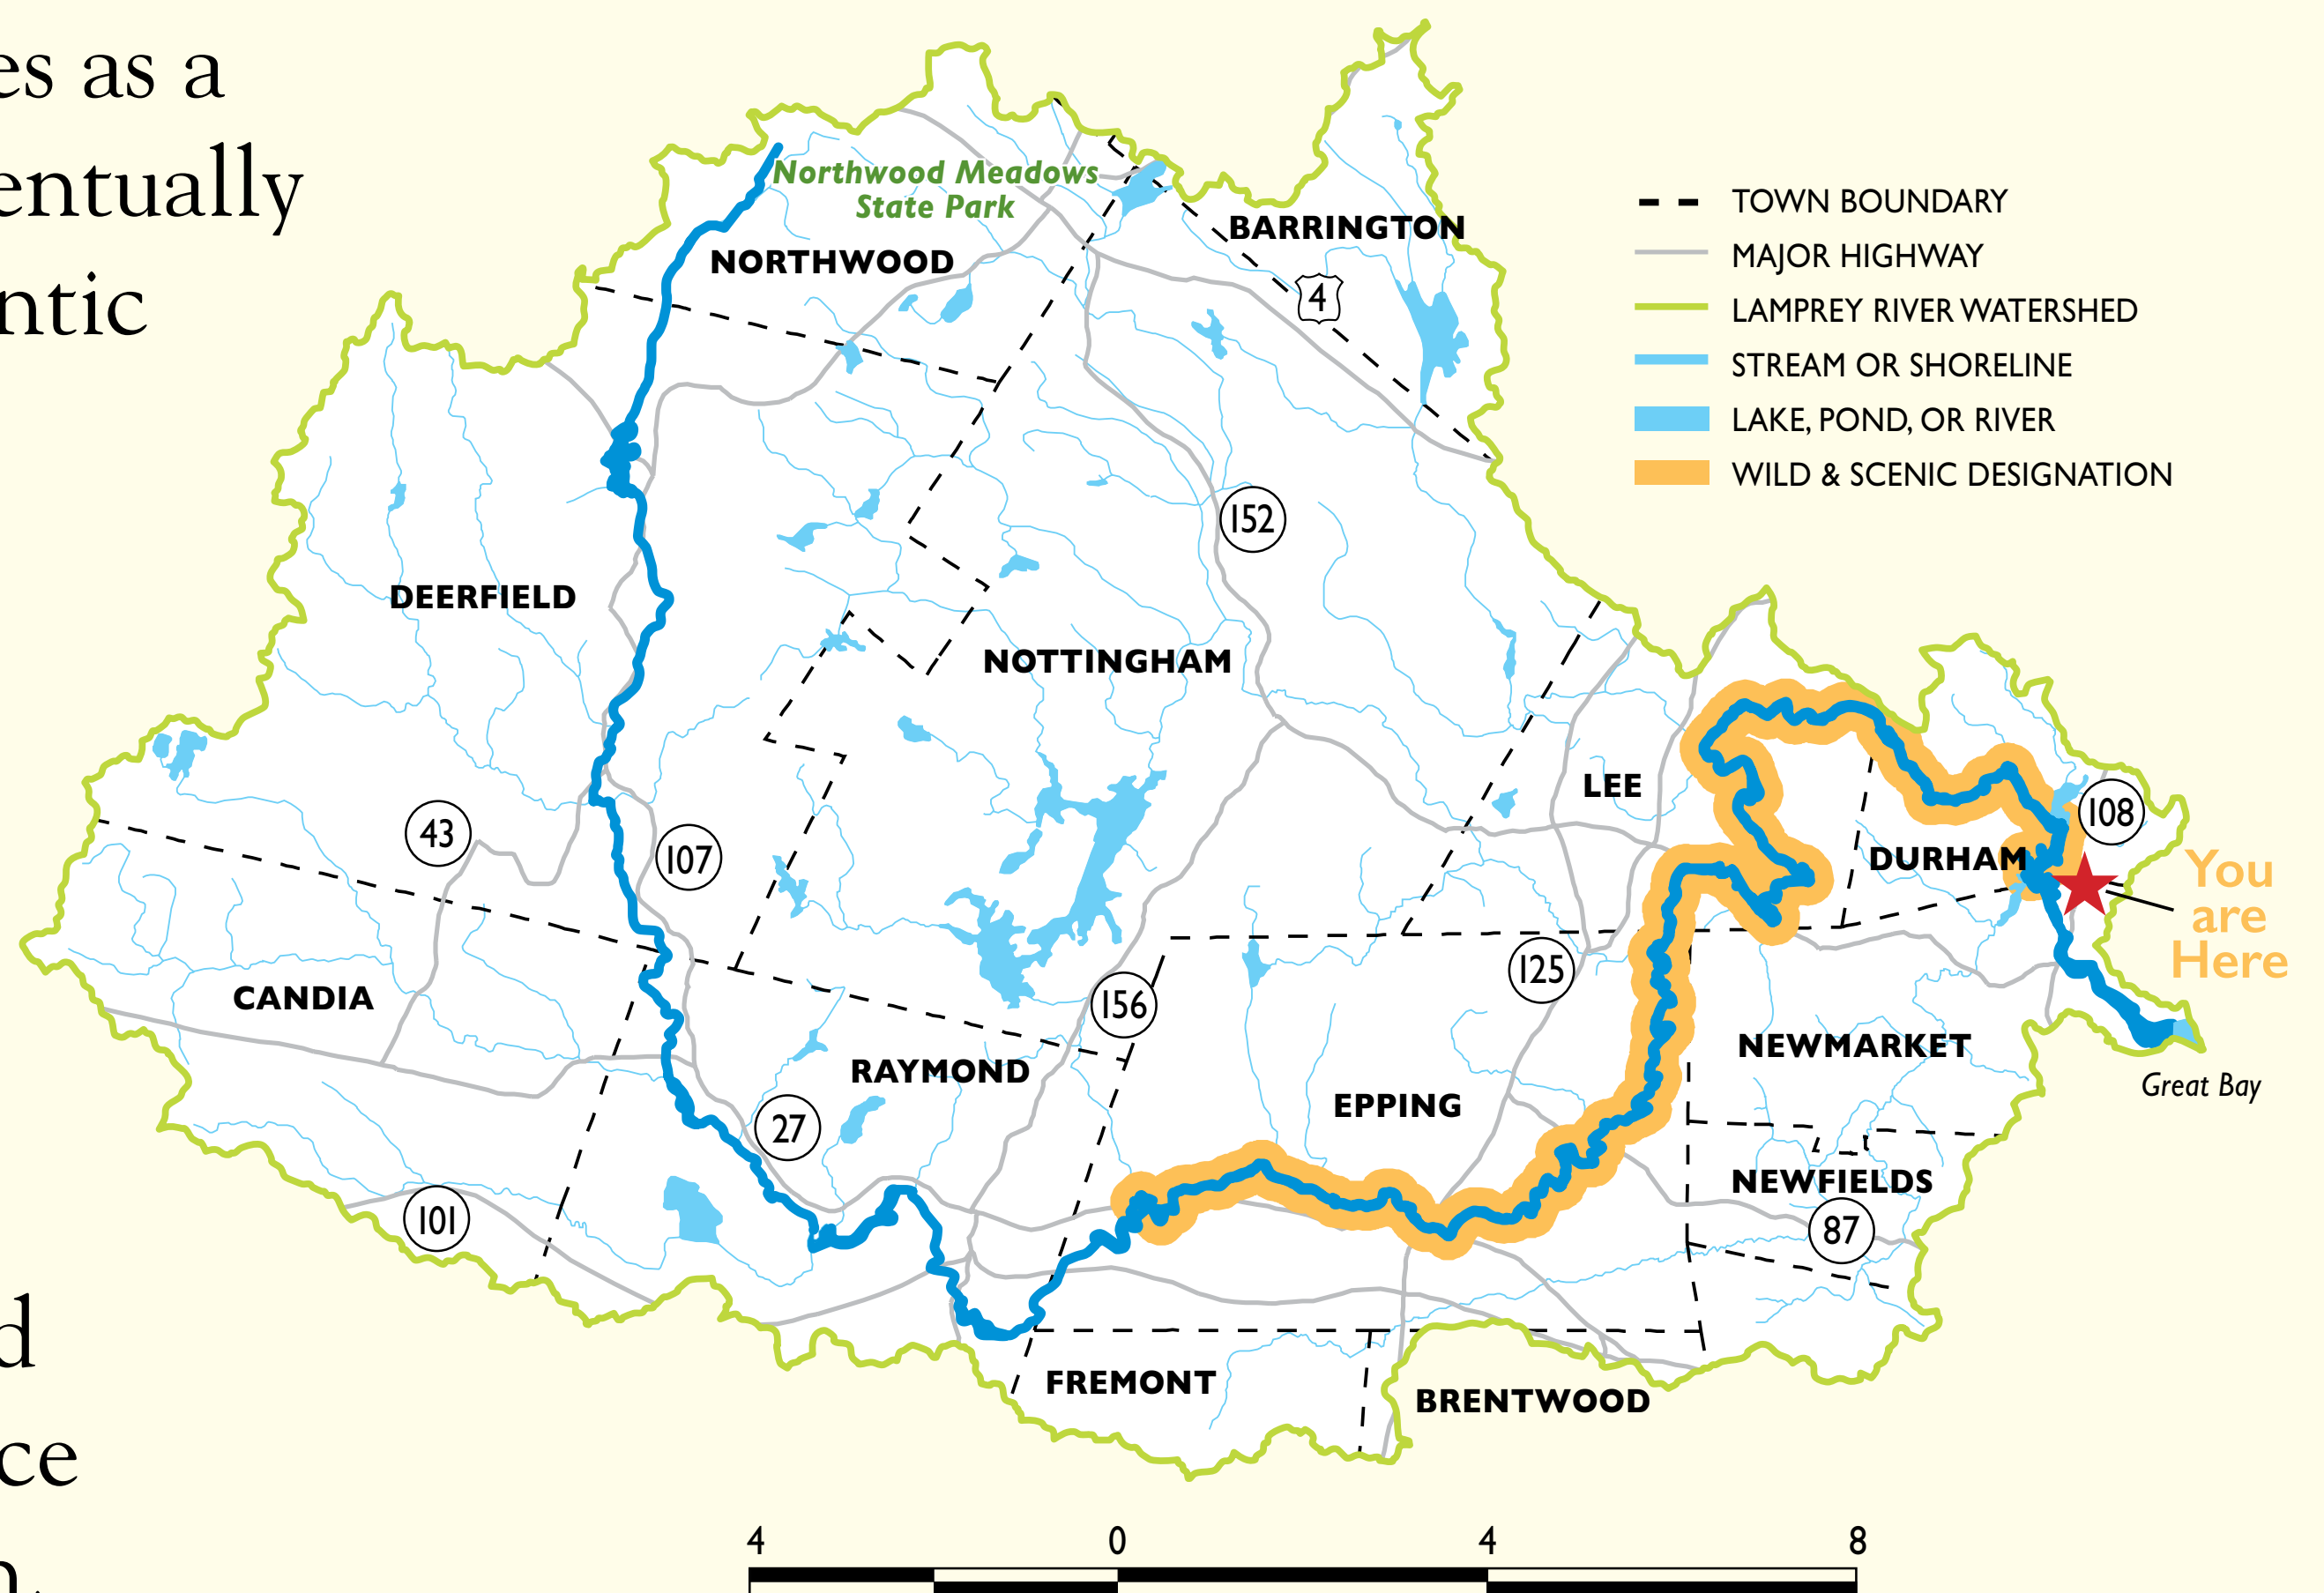 es as a
entually
ntic
d
ce
n.
Northwood Meadows
State Park
NORTHWOOD
BARRINGTON
4
TOWN BOUNDARY
MAJOR HIGHWAY
LAMPREY RIVER WATERSHED
STREAM OR SHORELINE
LAKE, POND, OR RIVER
WILD & SCENIC DESIGNATION
152
DEERFIELD
NOTTINGHAM
LEE
43
107
108
DURHAM
You
are
Here
CANDIA
156
125
RAYMOND
NEWMARKET
Great Bay
EPPING
27
NEWFIELDS
101
87
FREMONT
BRENTWOOD
4 0 4 8